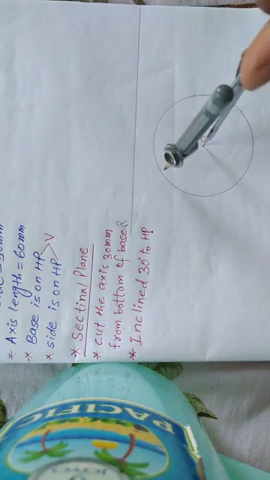 * Axis length = 60mm
* Base is on HP
* side is on HP
V
* Sectinal Plane
* cut the axis 30mm
from bottom of base
* Inclined 30° to HP
PACIFIC